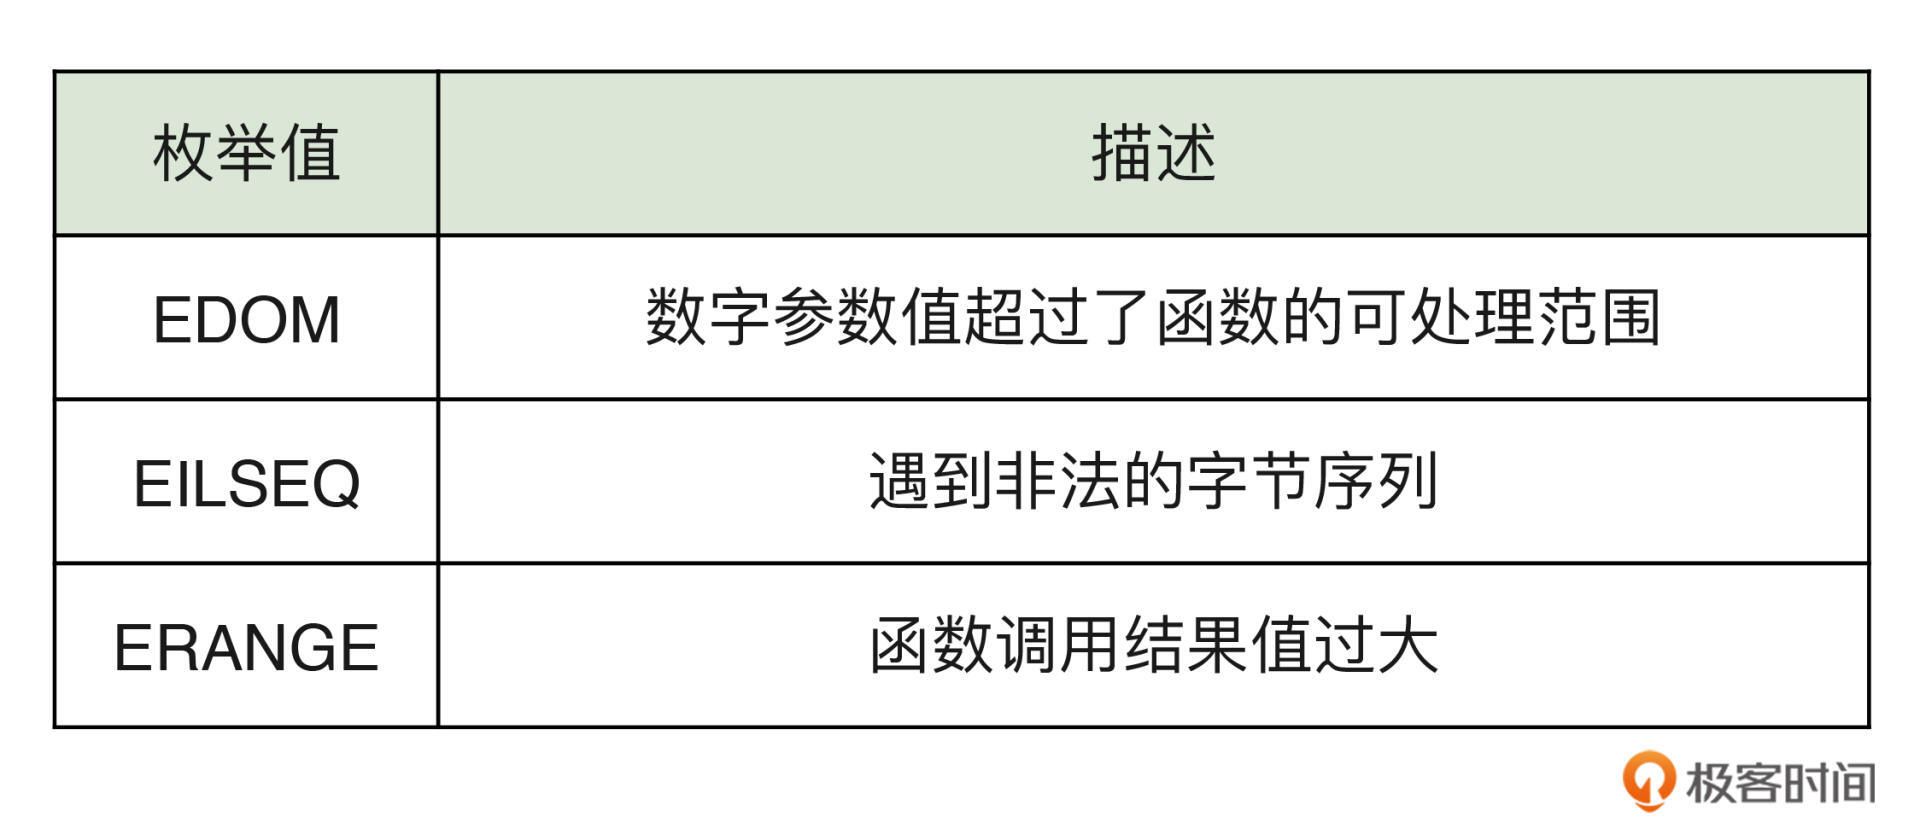 枚举值 描述
EDOM 数字参数值超过了函数的可处理范围
EILSEQ 遇到非法的字节序列
ERANGE 函数调用结果值过大
极客时间